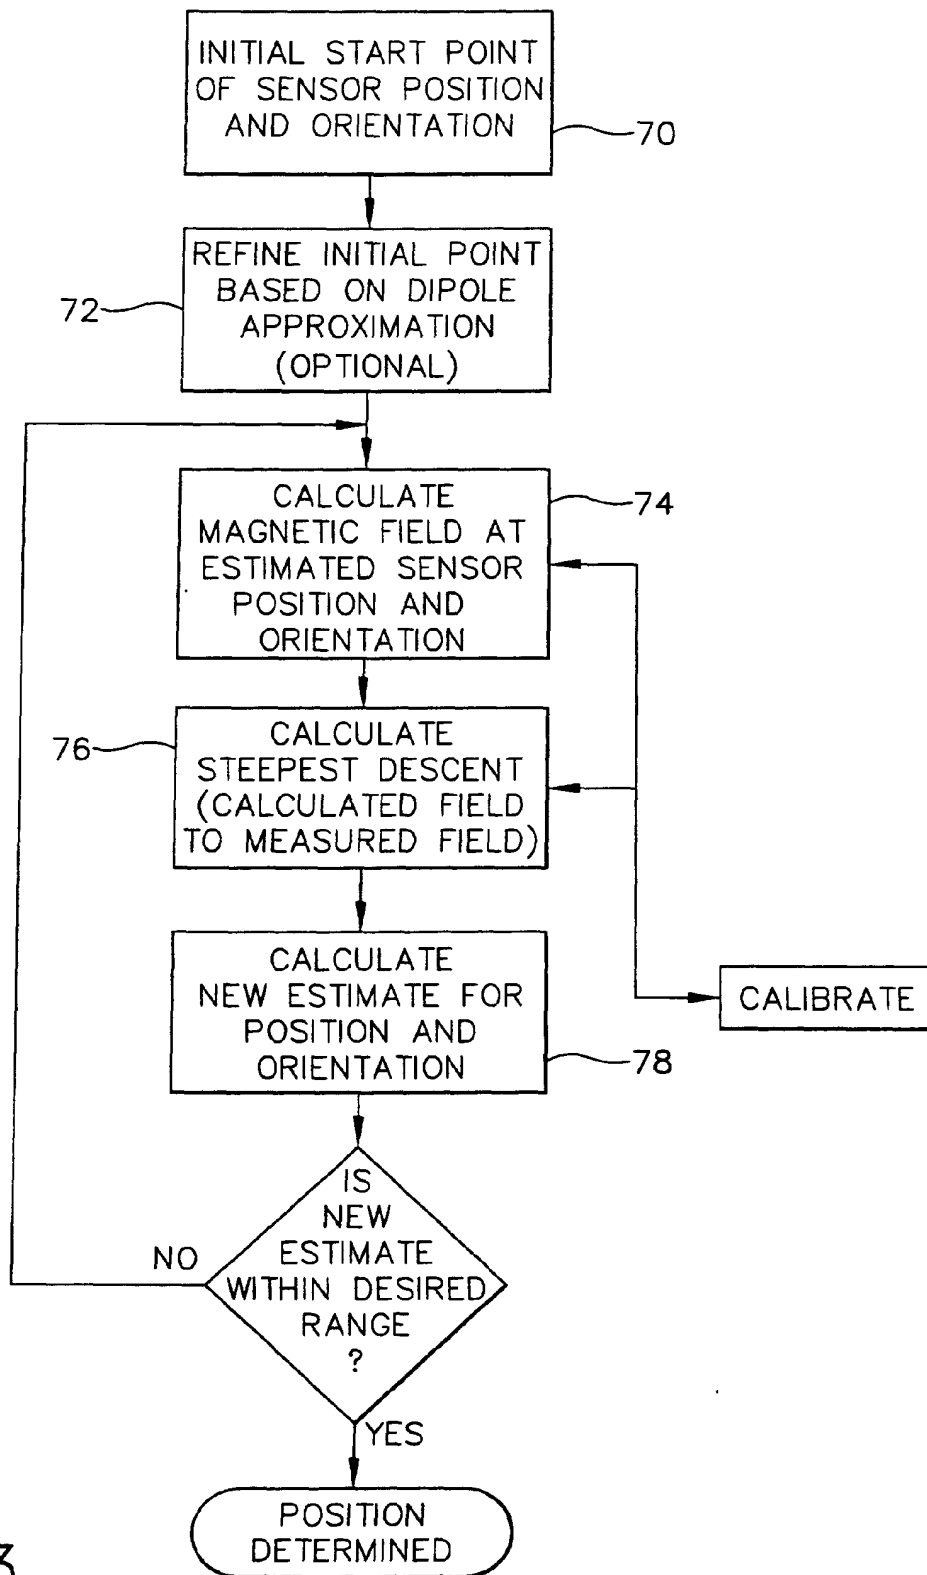 INITIAL START POINT
OF SENSOR POSITION
AND ORIENTATION
70
REFINE INITIAL POINT
BASED ON DIPOLE
APPROXIMATION
(OPTIONAL)
72
CALCULATE
MAGNETIC FIELD AT
ESTIMATED SENSOR
POSITION AND
ORIENTATION
74
CALCULATE
STEEPEST DESCENT
(CALCULATED FIELD
TO MEASURED FIELD)
76
CALCULATE
NEW ESTIMATE FOR
POSITION AND
ORIENTATION
78
CALIBRATE
IS
NEW
ESTIMATE
WITHIN DESIRED
RANGE
?
NO
YES
POSITION
DETERMINED
3